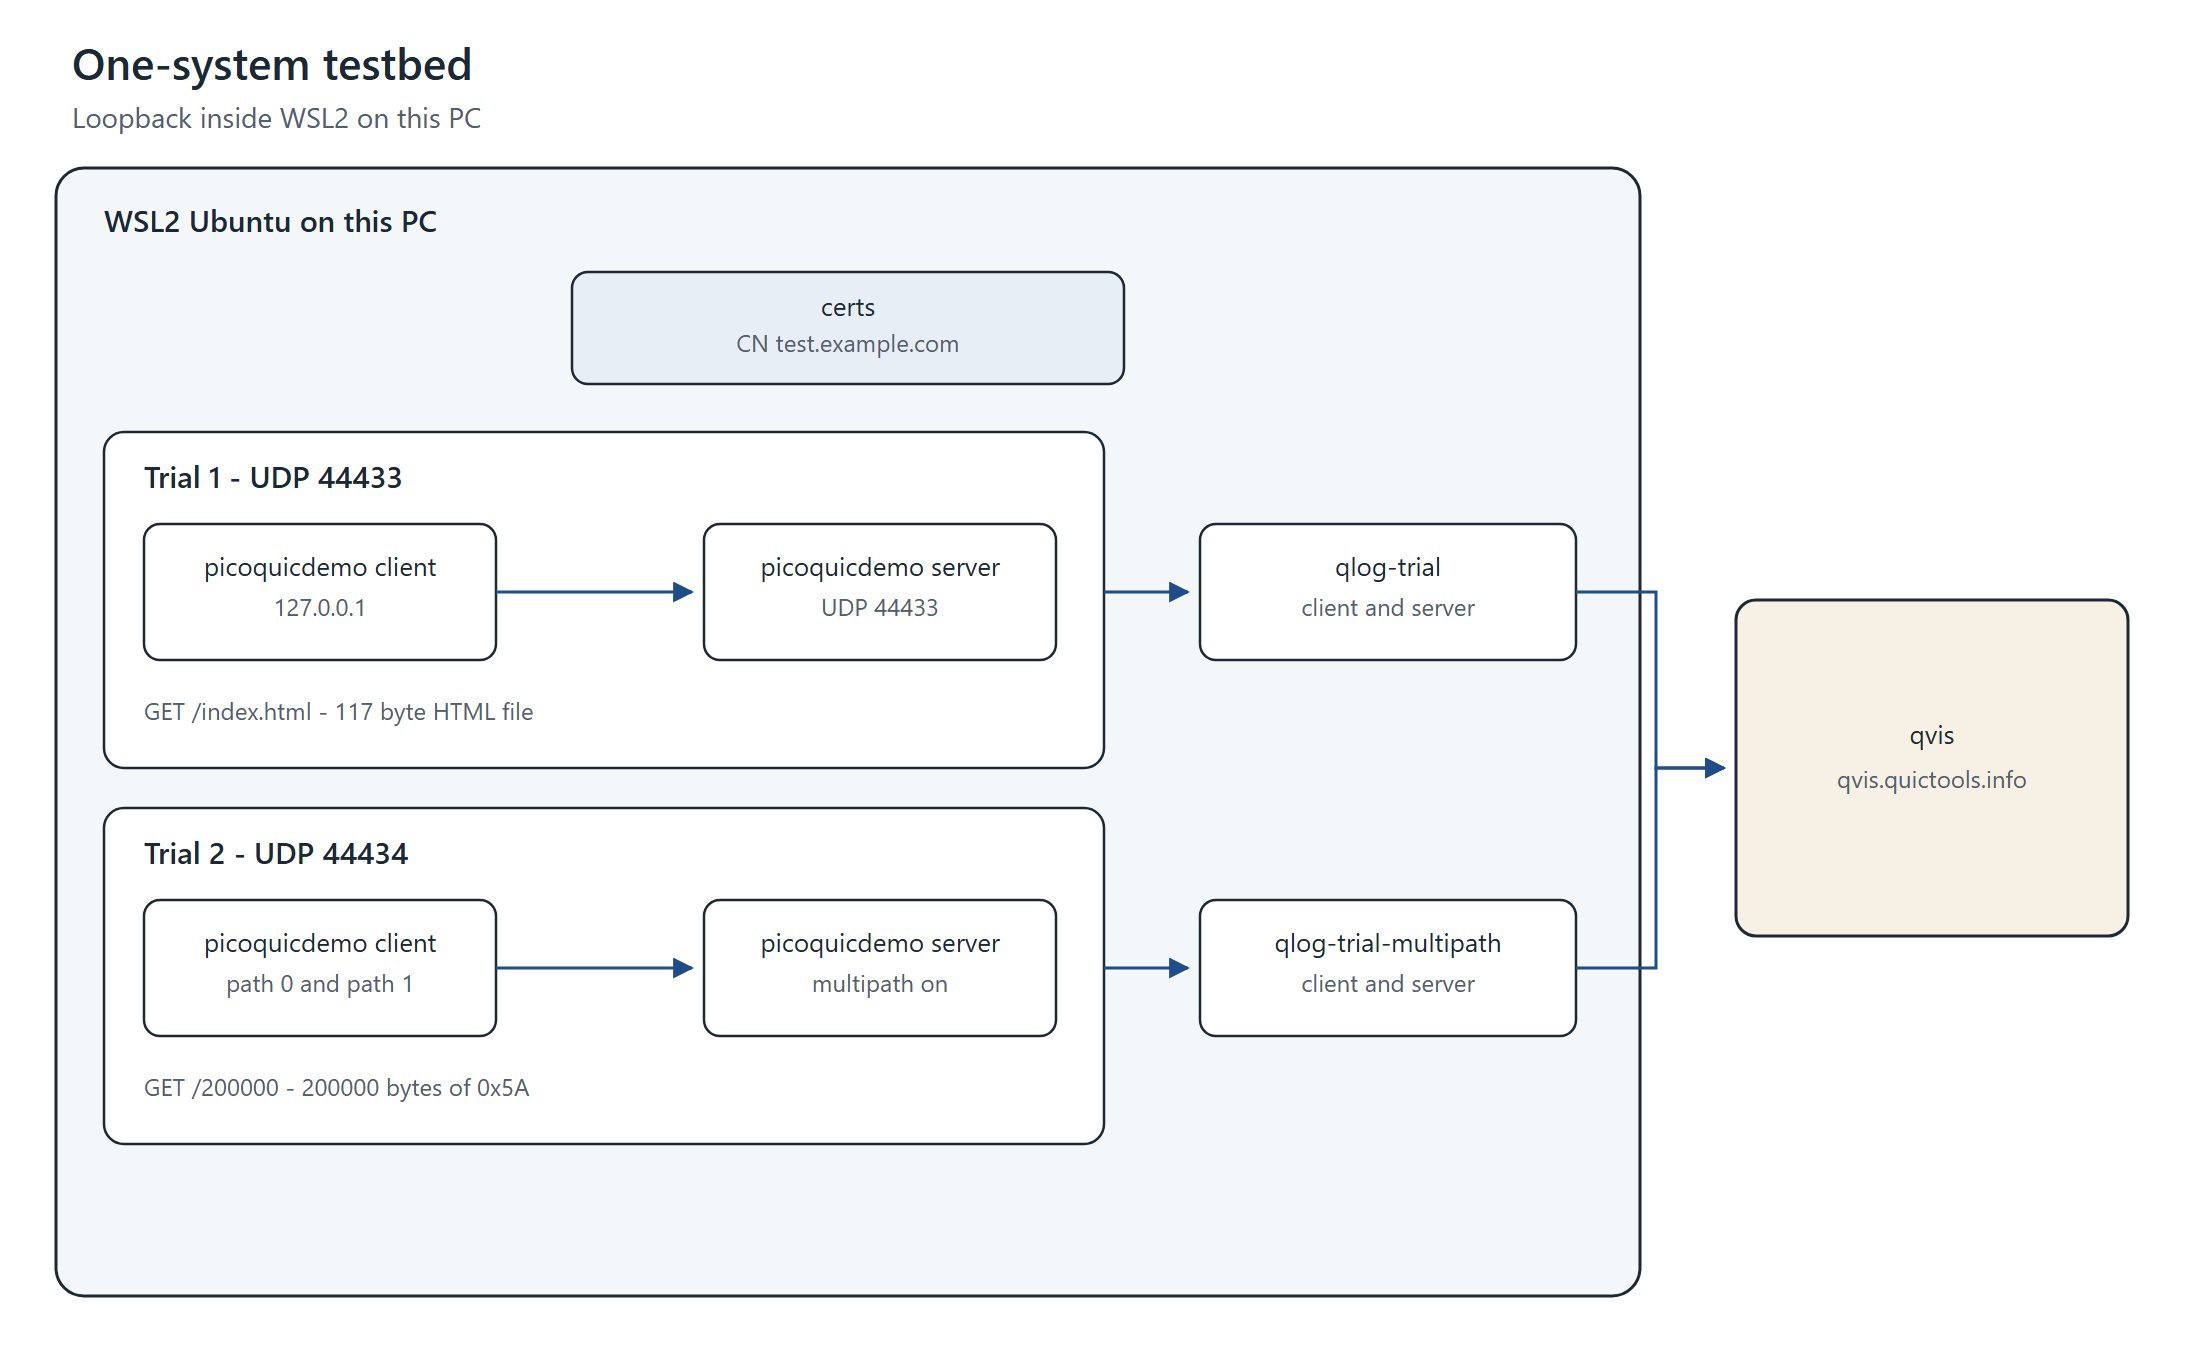 One-system testbed
Loopback inside WSL2 on this PC
WSL2 Ubuntu on this PC
certs
CN test.example.com
Trial 1 - UDP 44433
picoquicdemo client
127.0.0.1
picoquicdemo server
UDP 44433
qlog-trial
client and server
GET /index.html - 117 byte HTML file
qvis
qvis.quictools.info
Trial 2 - UDP 44434
picoquicdemo client
path 0 and path 1
picoquicdemo server
multipath on
qlog-trial-multipath
client and server
GET /200000 - 200000 bytes of 0x5A